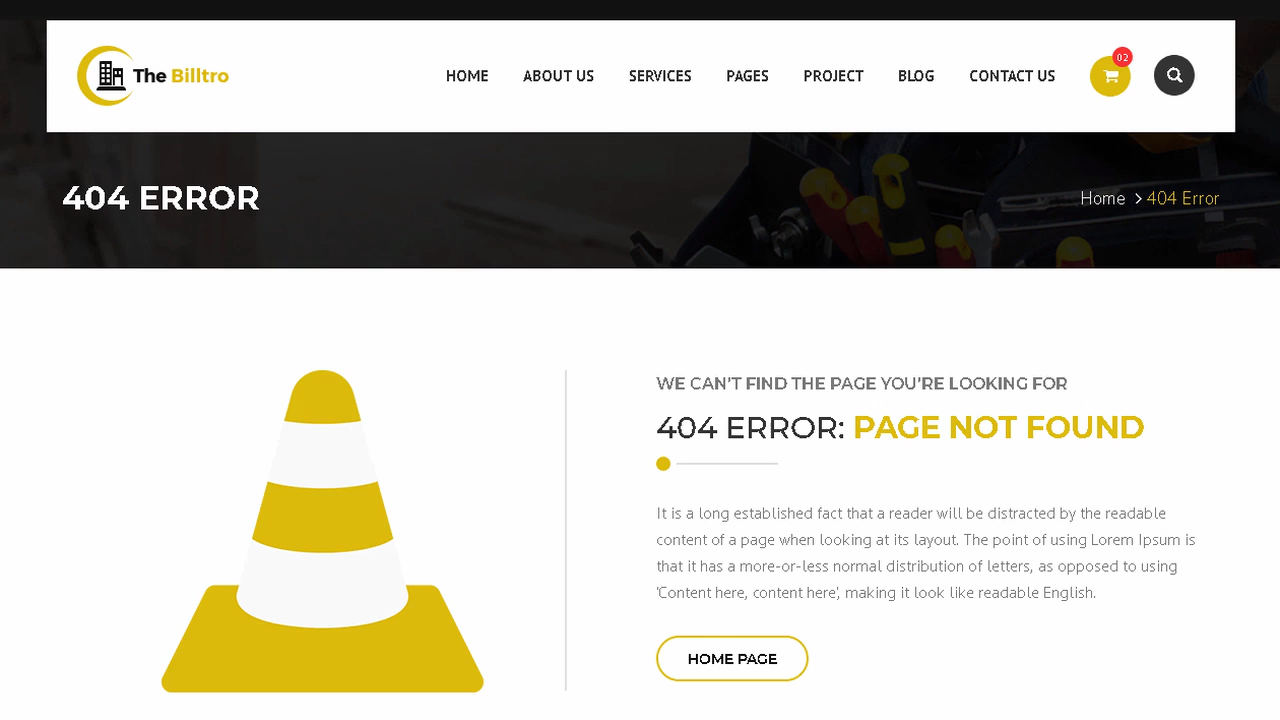 The Billtro
HOME ABOUT US SERVICES PAGES PROJECT BLOG CONTACT US
02
404 ERROR
Home 404 Error
WE CAN'T FIND THE PAGE YOU'RE LOOKING FOR
404 ERROR: PAGE NOT FOUND
It is a long established fact that a reader will be distracted by the readable
content of a page when looking at its layout. The point of using Lorem Ipsum is
that it has a more-or-less normal distribution of letters, as opposed to using
'Content here, content here', making it look like readable English.
HOME PAGE